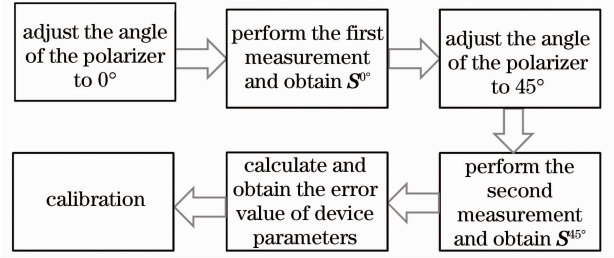 adjust the angle
of the polarizer
to 0°
perform the first
measurement
and obtain S⁰°
adjust the angle
of the polarizer
to 45°
perform the
second
measurement
and obtain S⁴⁵°
calculate and
obtain the error
value of device
parameters
calibration